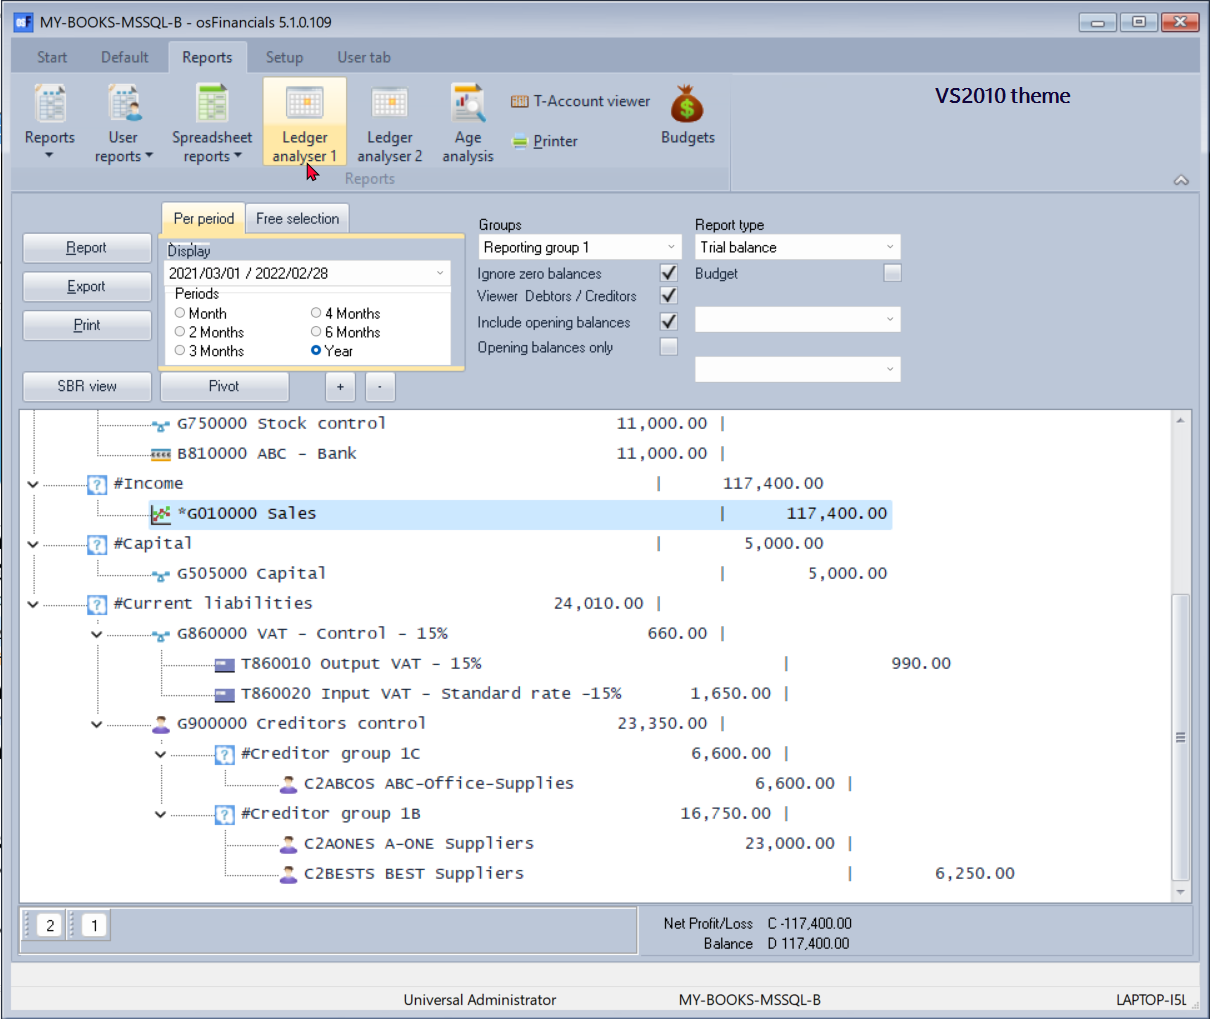 MY-BOOKS-MSSQL-B - osFinancials 5.1.0.109
Start Default Reports Setup User tab
Reports
User reports
Spreadsheet reports
Ledger analyser 1
Ledger analyser 2
Age analysis
T-Account viewer
Printer
Budgets
VS2010 theme
Reports
Per period Free selection
Report
Export
Print
SBR view
Pivot
+
-
Display
2021/03/01 / 2022/02/28
Periods
Month 4 Months
2 Months 6 Months
3 Months Year
Groups
Reporting group 1
Ignore zero balances
Viewer Debtors / Creditors
Include opening balances
Opening balances only
Report type
Trial balance
Budget
G750000 Stock control 11,000.00 |
B810000 ABC - Bank 11,000.00 |
#Income | 117,400.00
*G010000 Sales | 117,400.00
#Capital | 5,000.00
G505000 Capital | 5,000.00
#Current liabilities 24,010.00 |
G860000 VAT - Control - 15% 660.00 |
T860010 Output VAT - 15% | 990.00
T860020 Input VAT - Standard rate -15% 1,650.00 |
G900000 Creditors control 23,350.00 |
#Creditor group 1C 6,600.00 |
C2ABCOS ABC-Office-Supplies 6,600.00 |
#Creditor group 1B 16,750.00 |
C2AONES A-ONE Suppliers 23,000.00 |
C2BESTS BEST Suppliers | 6,250.00
2 1
Net Profit/Loss C -117,400.00
Balance D 117,400.00
Universal Administrator MY-BOOKS-MSSQL-B LAPTOP-I5L